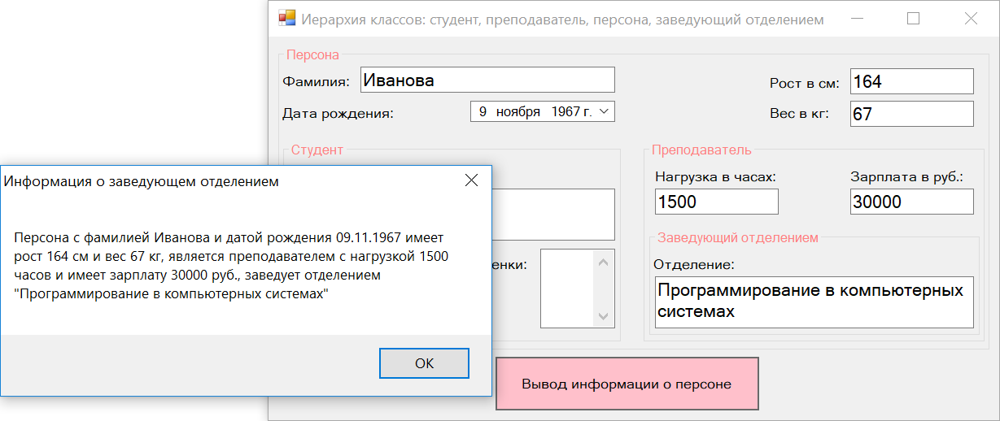 Иерархия классов: студент, преподаватель, персона, заведующий отделением
Персона
Фамилия: Иванова
Рост в см: 164
Дата рождения: 9 ноября 1967 г.
Вес в кг: 67
Студент
Преподаватель
Нагрузка в часах: Зарплата в руб.:
1500 30000
Заведующий отделением
Отделение:
Программирование в компьютерных
системах
Вывод информации о персоне
Информация о заведующем отделением
Персона с фамилией Иванова и датой рождения 09.11.1967 имеет
рост 164 см и вес 67 кг, является преподавателем с нагрузкой 1500
часов и имеет зарплату 30000 руб., заведует отделением
"Программирование в компьютерных системах"
OK